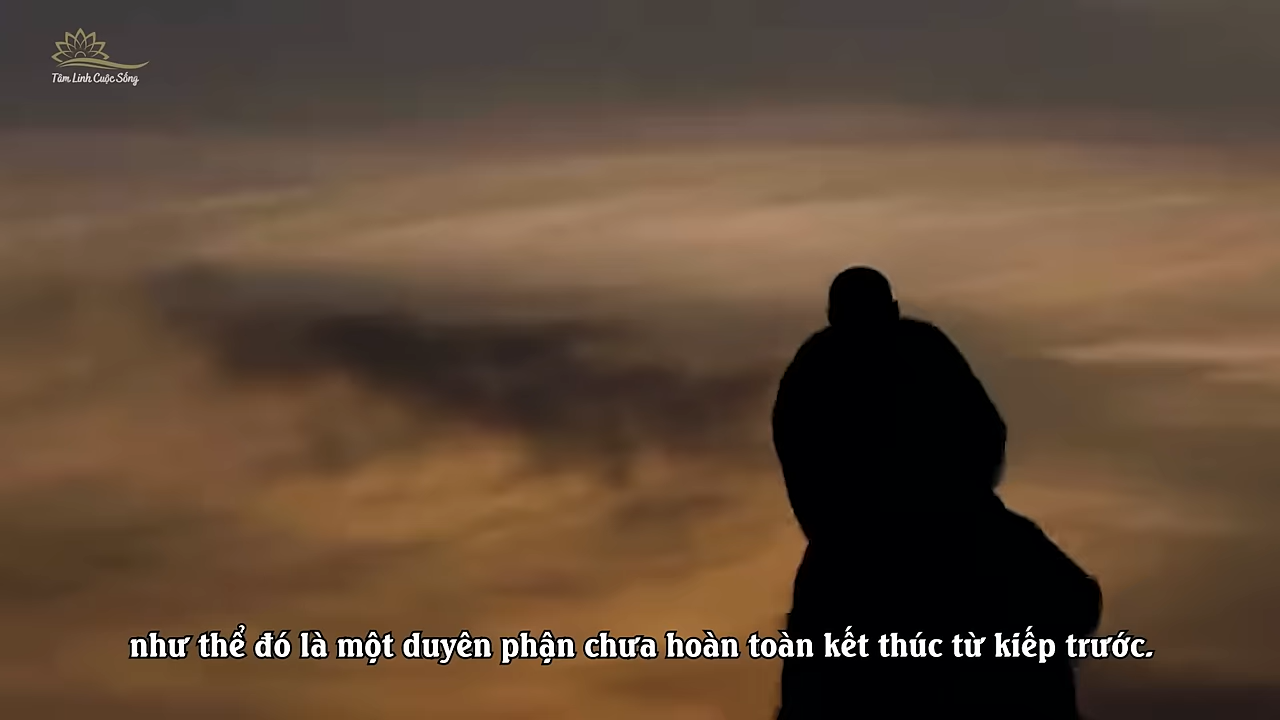 Tâm Linh Cuộc Sống
như thể đó là một duyên phận chưa hoàn toàn kết thúc từ kiếp trước.